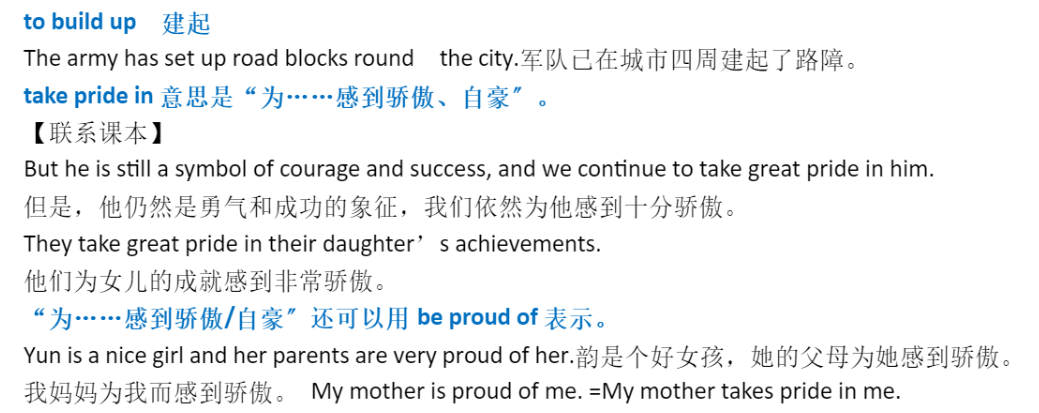 to build up 建起
The army has set up road blocks round the city.军队已在城市四周建起了路障。
take pride in 意思是“为……感到骄傲、自豪〞。
【联系课本】
But he is still a symbol of courage and success, and we continue to take great pride in him.
但是，他仍然是勇气和成功的象征，我们依然为他感到十分骄傲。
They take great pride in their daughter’s achievements.
他们为女儿的成就感到非常骄傲。
“为……感到骄傲/自豪〞还可以用 be proud of 表示。
Yun is a nice girl and her parents are very proud of her.韵是个好女孩，她的父母为她感到骄傲。
我妈妈为我而感到骄傲。 My mother is proud of me. =My mother takes pride in me.